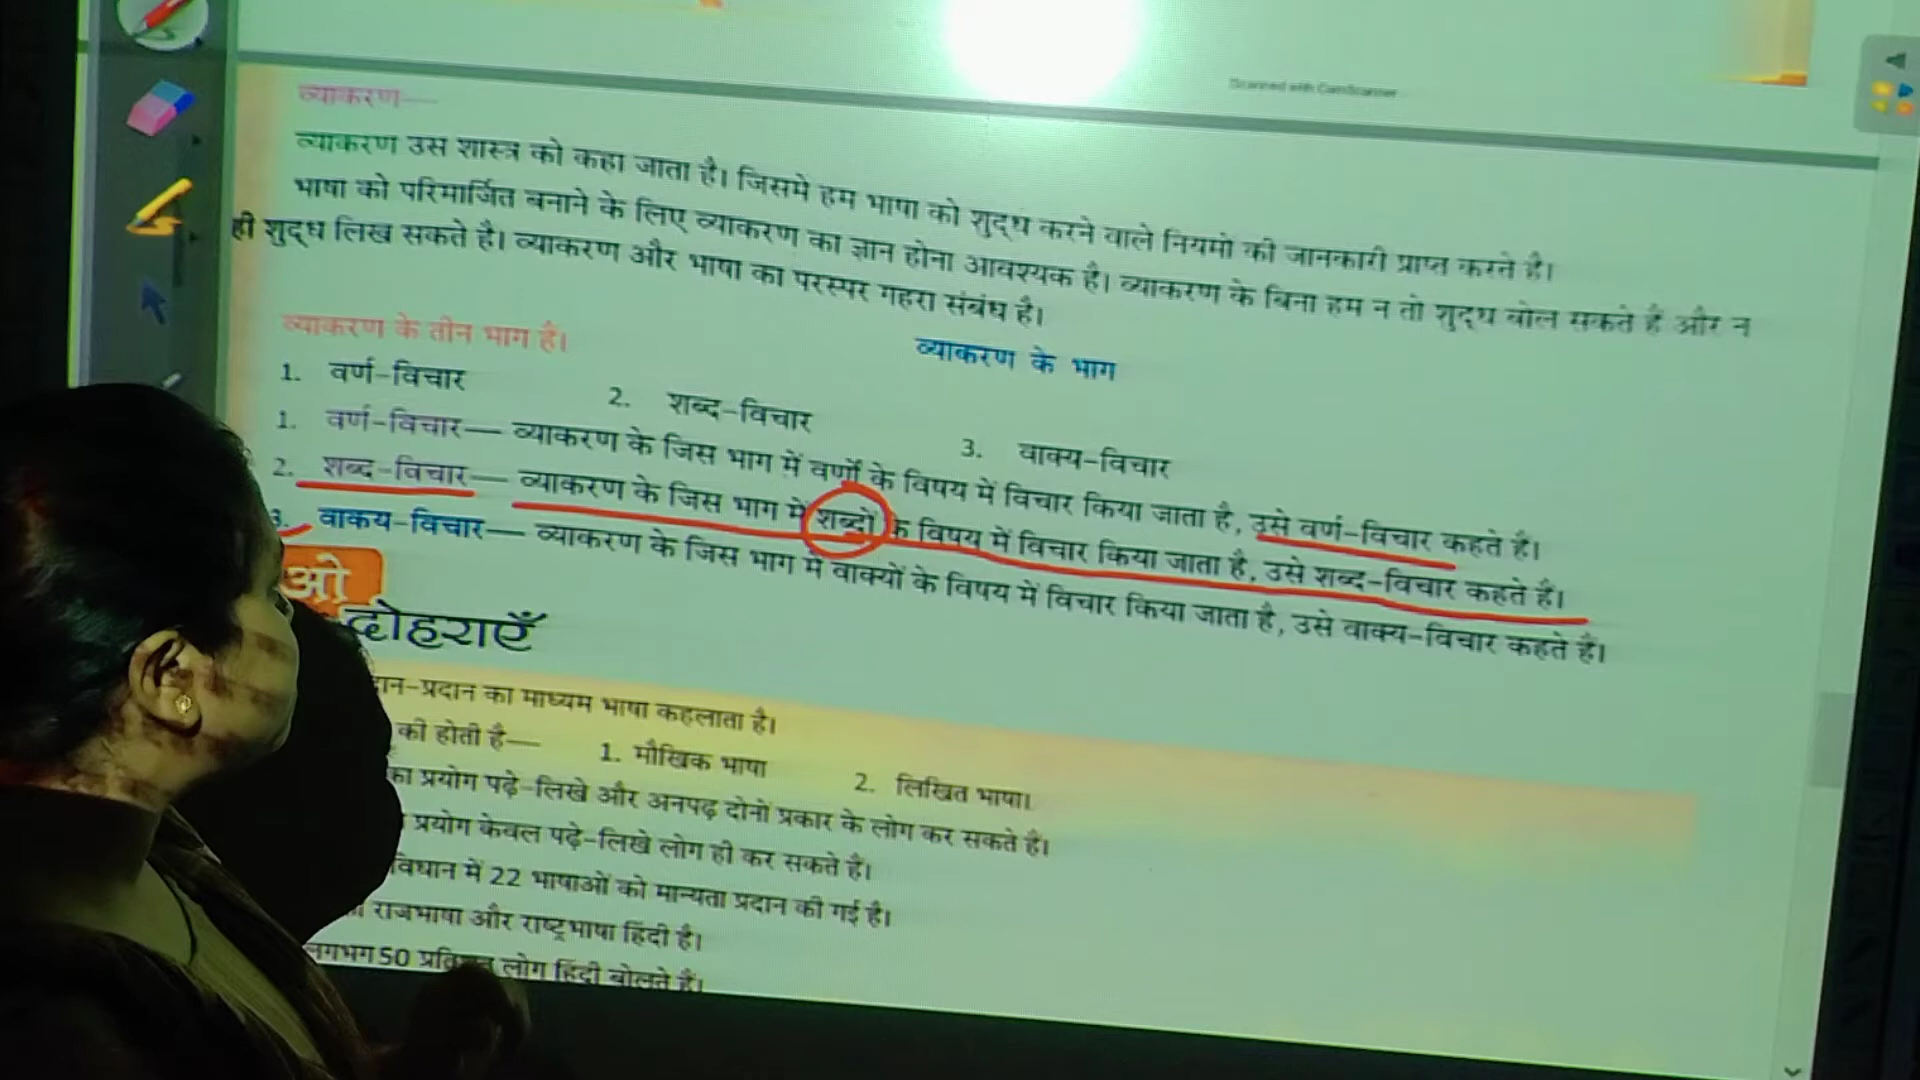 Scanned with CamScanner
व्याकरण—
व्याकरण उस शास्त्र को कहा जाता है। जिसमे हम भाषा को शुद्ध करने वाले नियमों की जानकारी प्राप्त करते है।
भाषा को परिमार्जित बनाने के लिए व्याकरण का ज्ञान होना आवश्यक है। व्याकरण के बिना हम न तो शुद्ध बोल सकते है और न
ही शुद्ध लिख सकते है। व्याकरण और भाषा का परस्पर गहरा संबंध है।
व्याकरण के तीन भाग हैं।
व्याकरण के भाग
1. वर्ण-विचार 2. शब्द-विचार 3. वाक्य-विचार
1. वर्ण-विचार— व्याकरण के जिस भाग में वर्णों के विषय में विचार किया जाता है, उसे वर्ण-विचार कहते है।
2. शब्द-विचार— व्याकरण के जिस भाग में शब्दों के विषय में विचार किया जाता है, उसे शब्द-विचार कहते हैं।
3. वाकय-विचार— व्याकरण के जिस भाग में वाक्यों के विषय में विचार किया जाता है, उसे वाक्य-विचार कहते हैं।
ओ
दोहराएँ
दान-प्रदान का माध्यम भाषा कहलाता है।
की होती है— 1. मौखिक भाषा 2. लिखित भाषा।
का प्रयोग पढ़े-लिखे और अनपढ़ दोनों प्रकार के लोग कर सकते हैं।
प्रयोग केवल पढ़े-लिखे लोग ही कर सकते हैं।
विधान में 22 भाषाओं को मान्यता प्रदान की गई है।
राजभाषा और राष्ट्रभाषा हिंदी है।
लगभग 50 लोग हिंदी बोलते हैं।